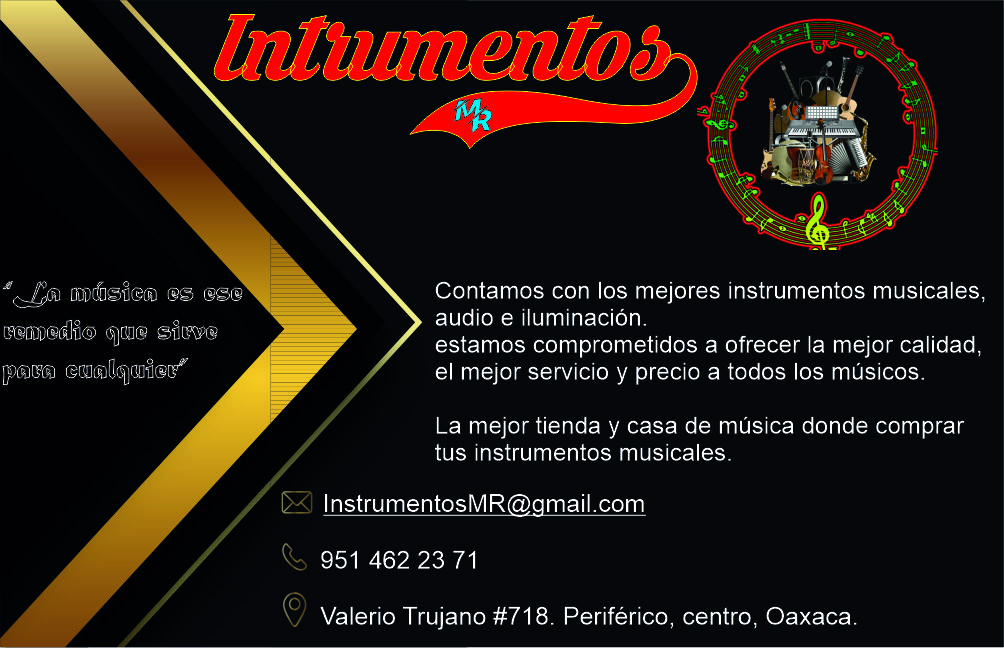 Intrumentos
MR
"La música es ese
remedio que sirve
para cualquier"
Contamos con los mejores instrumentos musicales,
audio e iluminación.
estamos comprometidos a ofrecer la mejor calidad,
el mejor servicio y precio a todos los músicos.
La mejor tienda y casa de música donde comprar
tus instrumentos musicales.
InstrumentosMR@gmail.com
951 462 23 71
Valerio Trujano #718. Periférico, centro, Oaxaca.